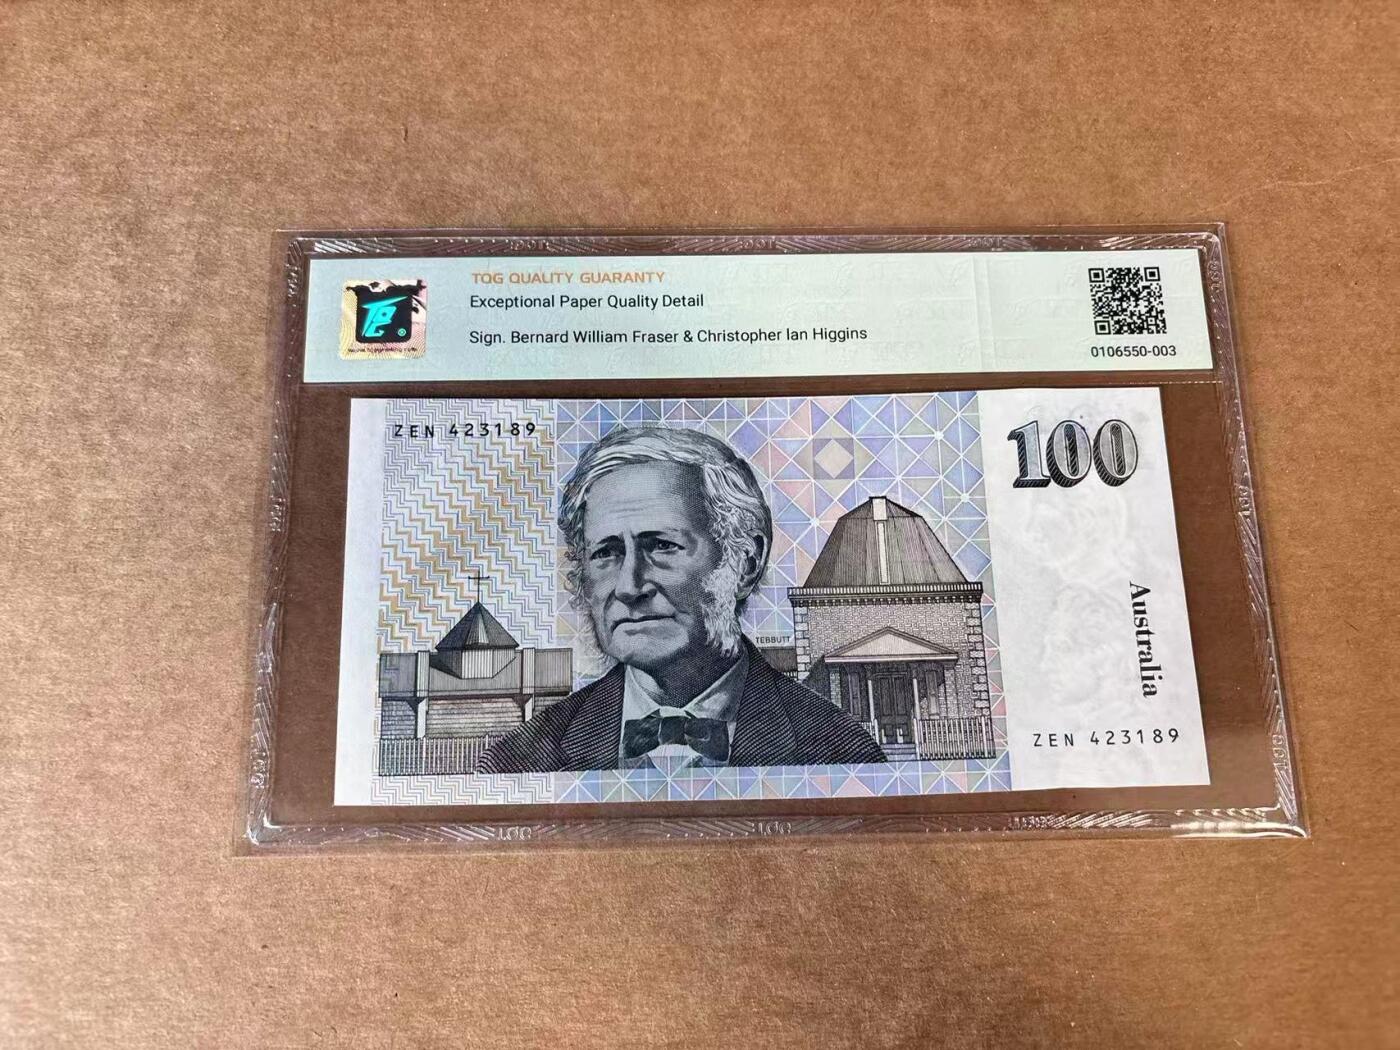 TQG QUALITY GUARANTY
Exceptional Paper Quality Detail
Sign. Bernard William Fraser & Christopher Ian Higgins
0106550-003
ZEN 423189
100
TEBBUTT
Australia
ZEN 423189